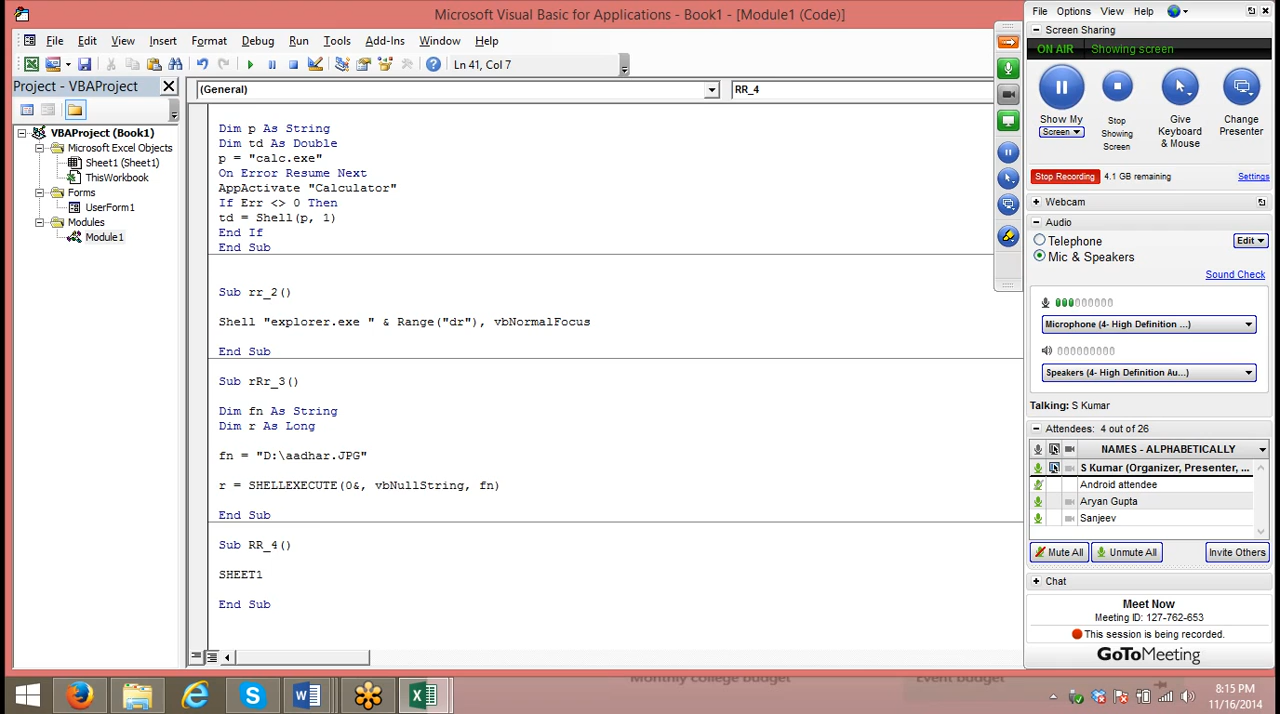 Microsoft Visual Basic for Applications - Book1 - [Module1 (Code)]
File Edit View Insert Format Debug Run Tools Add-Ins Window Help
Ln 41, Col 7
Project - VBAProject
(General)
RR_4
VBAProject (Book1)
Microsoft Excel Objects
Sheet1 (Sheet1)
ThisWorkbook
Forms
UserForm1
Modules
Module1
Dim p As String
Dim td As Double
p = "calc.exe"
On Error Resume Next
AppActivate "Calculator"
If Err <> 0 Then
td = Shell(p, 1)
End If
End Sub
Sub rr_2()
Shell "explorer.exe " & Range("dr"), vbNormalFocus
End Sub
Sub rRr_3()
Dim fn As String
Dim r As Long
fn = "D:\aadhar.JPG"
r = SHELLEXECUTE(0&, vbNullString, fn)
End Sub
Sub RR_4()
SHEET1
End Sub
File Options View Help
Screen Sharing
ON AIR Showing screen
Show My
Screen
Stop
Showing
Screen
Give
Keyboard
& Mouse
Change
Presenter
Stop Recording 4.1 GB remaining Settings
Webcam
Audio
Telephone
Edit
Mic & Speakers
Sound Check
Microphone (4- High Definition ...)
Speakers (4- High Definition Au...)
Talking: S Kumar
Attendees: 4 out of 26
NAMES - ALPHABETICALLY
S Kumar (Organizer, Presenter, ...
Android attendee
Aryan Gupta
Sanjeev
Mute All Unmute All Invite Others
Chat
Meet Now
Meeting ID: 127-762-653
This session is being recorded.
GoToMeeting
Monthly college budget
Event budget
8:15 PM
11/16/2014